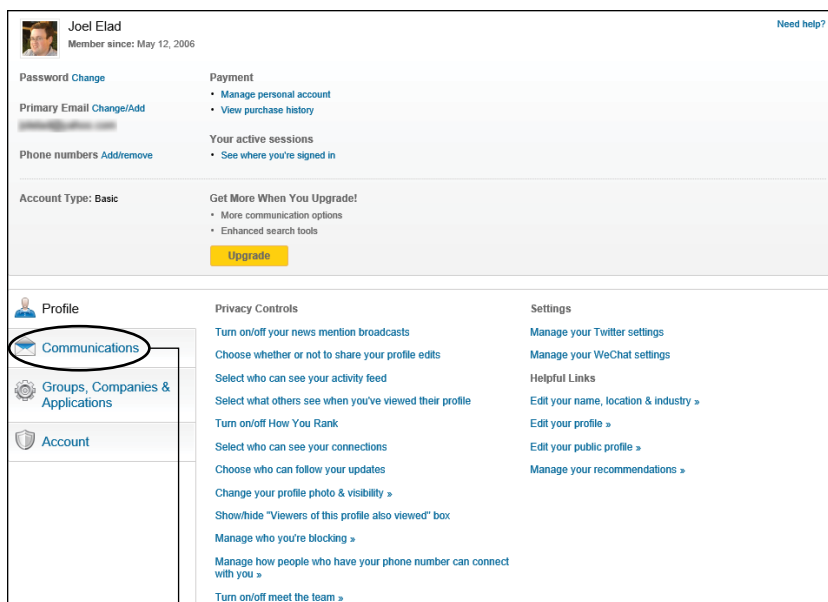 Joel Elad
Need help?
Member since: May 12, 2006
Password Change
Primary Email Change/Add
Phone numbers Add/remove
Payment
• Manage personal account
• View purchase history
Your active sessions
• See where you're signed in
Account Type: Basic
Get More When You Upgrade!
• More communication options
• Enhanced search tools
Upgrade
Profile
Communications
Groups, Companies &
Applications
Account
Privacy Controls
Turn on/off your news mention broadcasts
Choose whether or not to share your profile edits
Select who can see your activity feed
Select what others see when you've viewed their profile
Turn on/off How You Rank
Select who can see your connections
Choose who can follow your updates
Change your profile photo & visibility »
Show/hide "Viewers of this profile also viewed" box
Manage who you're blocking »
Manage how people who have your phone number can connect
with you »
Turn on/off meet the team »
Settings
Manage your Twitter settings
Manage your WeChat settings
Helpful Links
Edit your name, location & industry »
Edit your profile »
Edit your public profile »
Manage your recommendations »